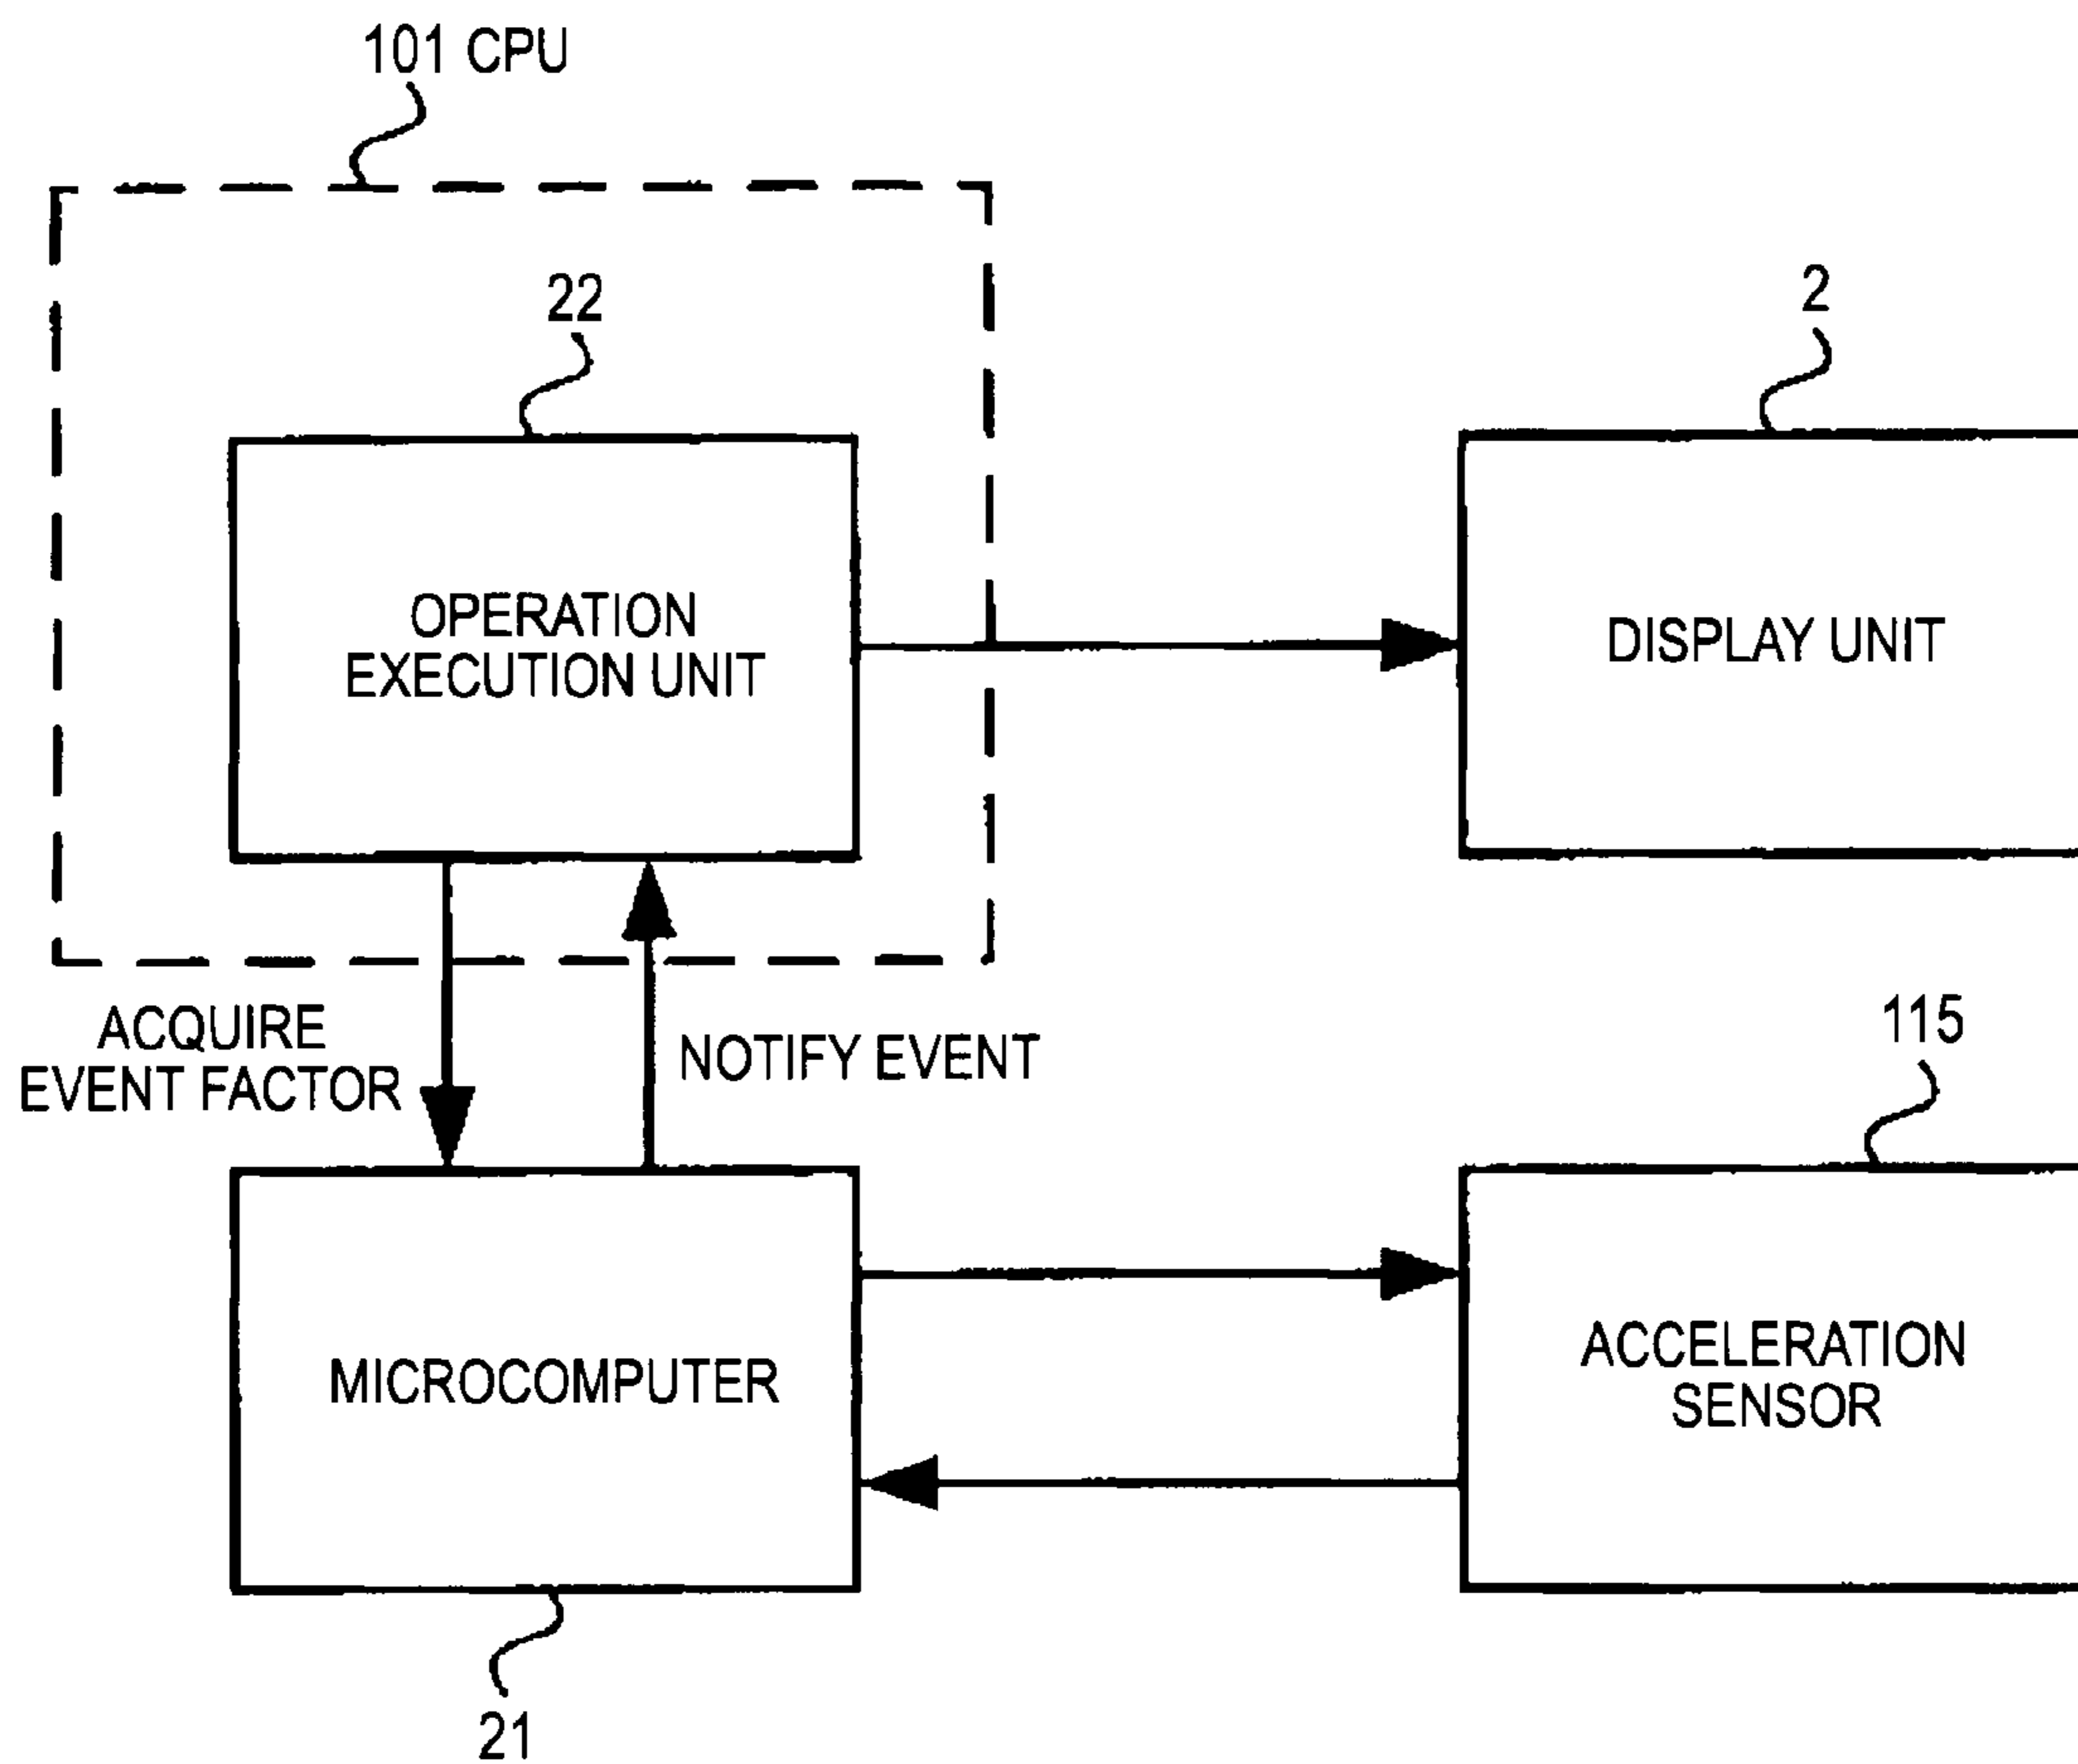 101 CPU
22
2
OPERATION
EXECUTION UNIT
DISPLAY UNIT
ACQUIRE
EVENT FACTOR
NOTIFY EVENT
115
MICROCOMPUTER
ACCELERATION
SENSOR
21